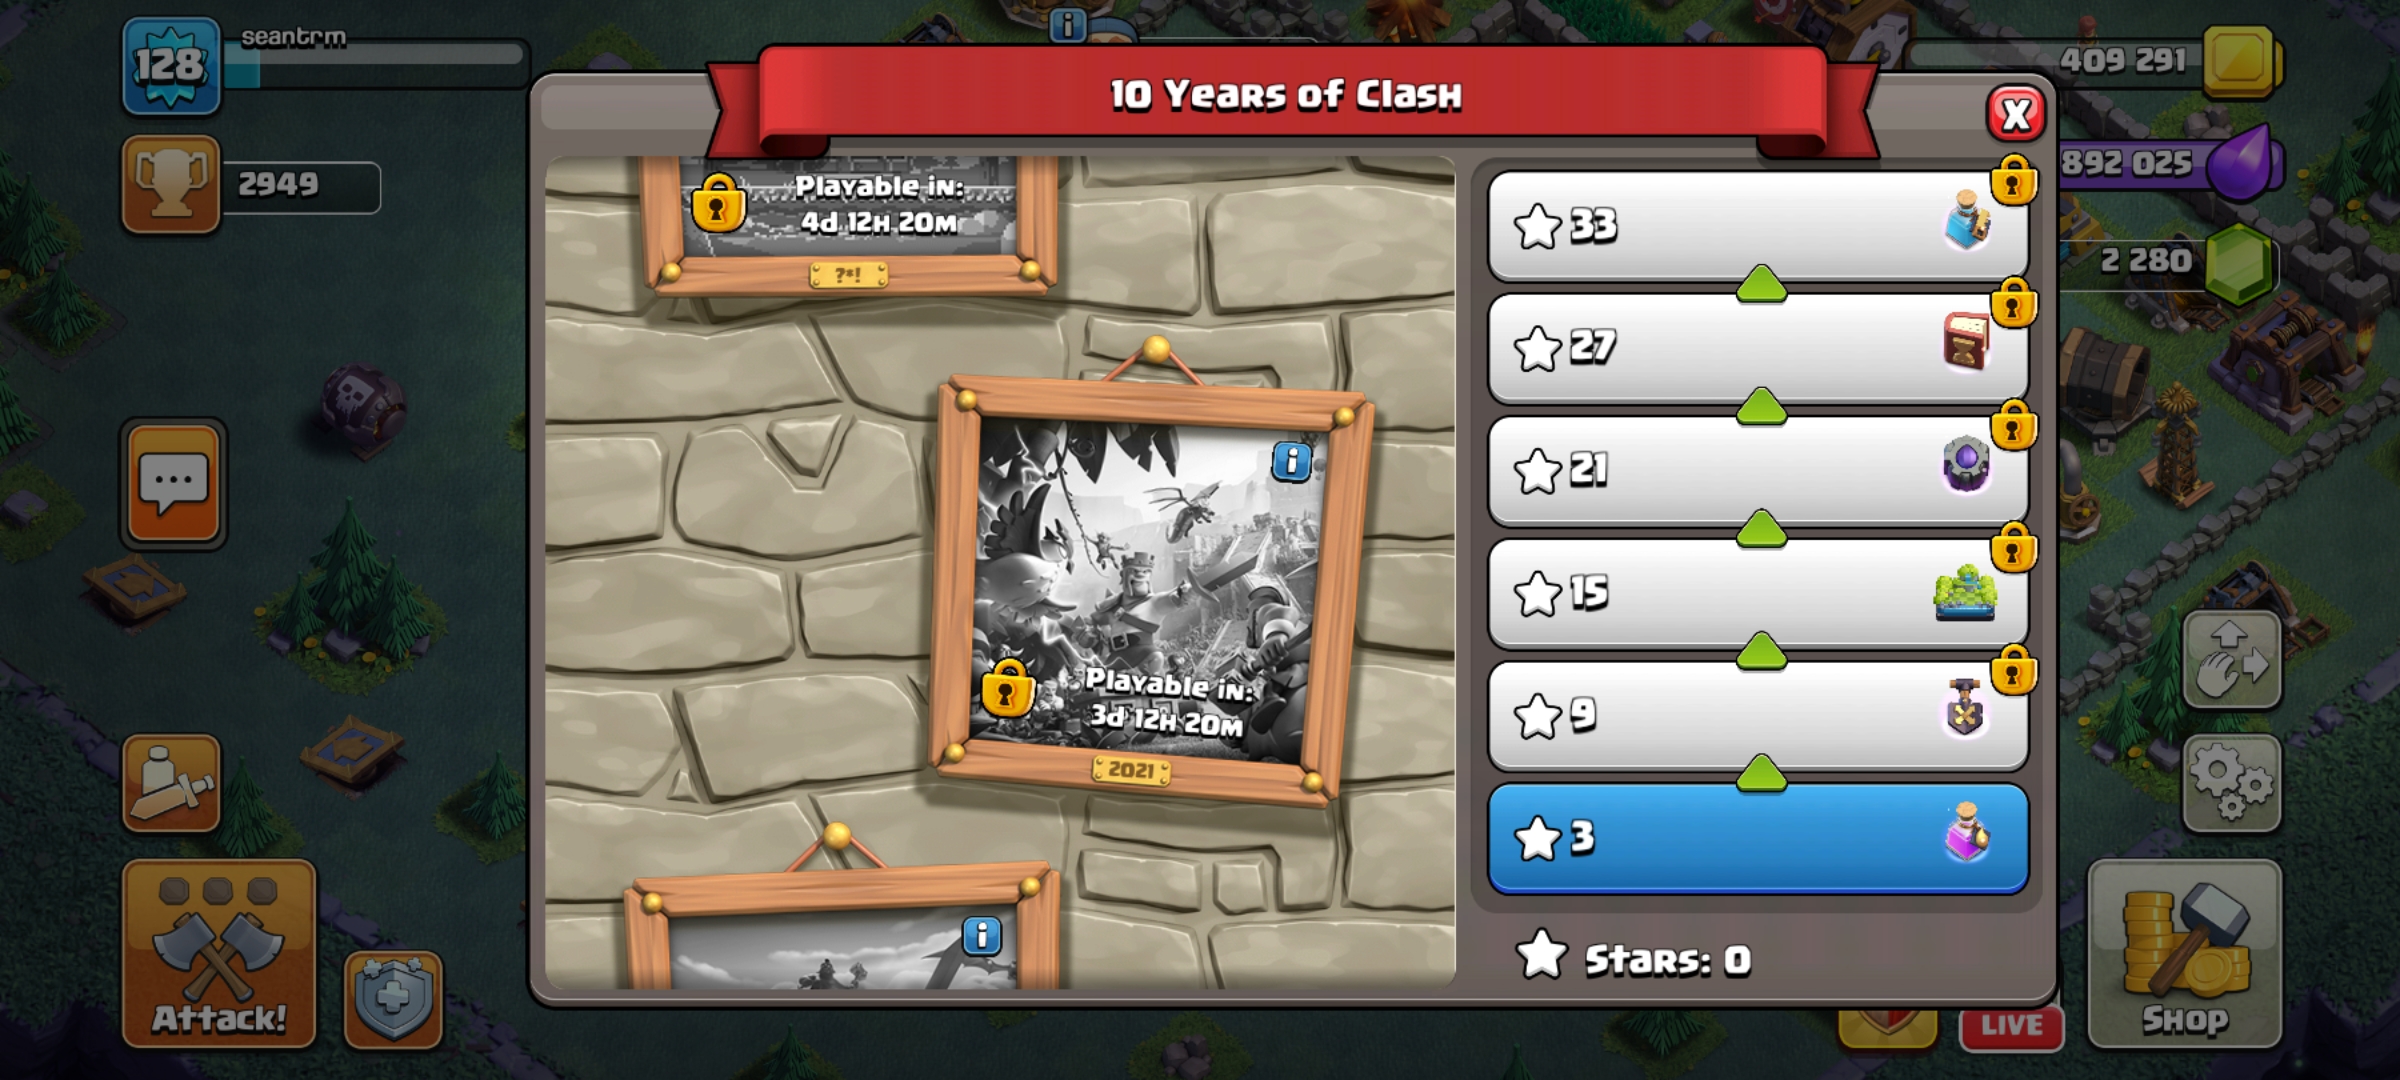 128
seantrm
10 Years of Clash
X
409 291
2949
892 025
2 280
Playable in:
4d 12h 20m
?*!
33
27
21
15
9
3
Playable in:
3d 12h 20m
2021
Stars: 0
Attack!
LIVE
Shop